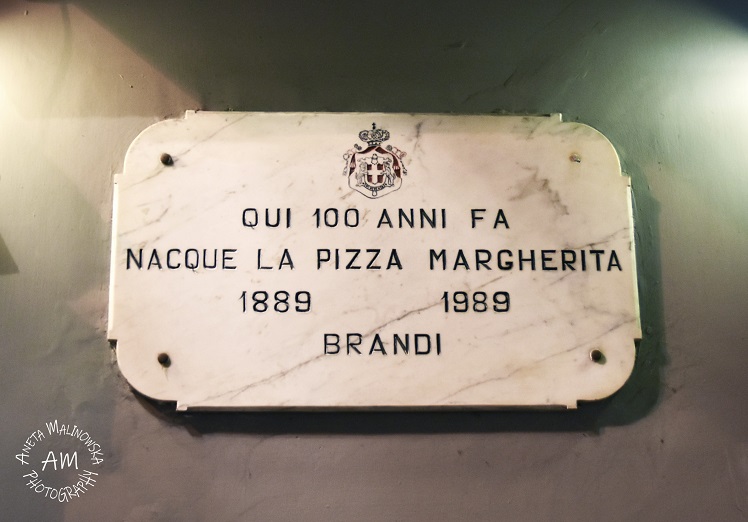 QUI 100 ANNI FA
NACQUE LA PIZZA MARGHERITA
1889 1989
BRANDI
ANETA MALINOWSKA
AM
PHOTOGRAPHY